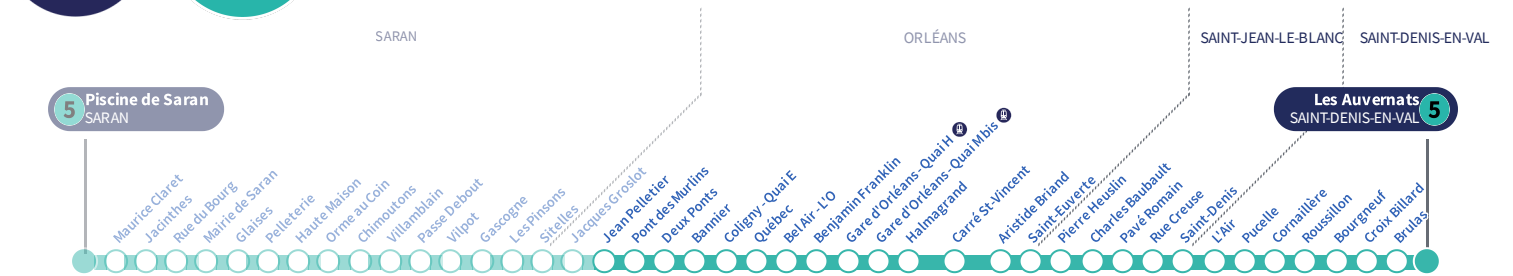 SARAN
ORLÉANS
SAINT-JEAN-LE-BLANC
SAINT-DENIS-EN-VAL
5
Piscine de Saran
SARAN
Les Auvernats
SAINT-DENIS-EN-VAL
5
Maurice Claret
Jacinthes
Rue du Bourg
Mairie de Saran
Glaises
Pelleterie
Haute Maison
Orme au Coin
Chimoutons
Villamblain
Passe Debout
Vilpot
Gascogne
Les Pinsons
Sitelles
Jacques Groslot
Jean Pelletier
Pont des Murlins
Deux Ponts
Bannier
Coligny - Quai E
Québec
Bel Air - L'O
Benjamin Franklin
Gare d'Orléans - Quai H
Gare d'Orléans - Quai M bis
Halmagrand
Carré St-Vincent
Aristide Briand
Saint-Euverte
Pierre Heuslin
Charles Baubault
Pavé Romain
Rue Creuse
Saint-Denis
L'Air
Pucelle
Cornaillère
Roussillon
Bourgneuf
Croix Billard
Brulas